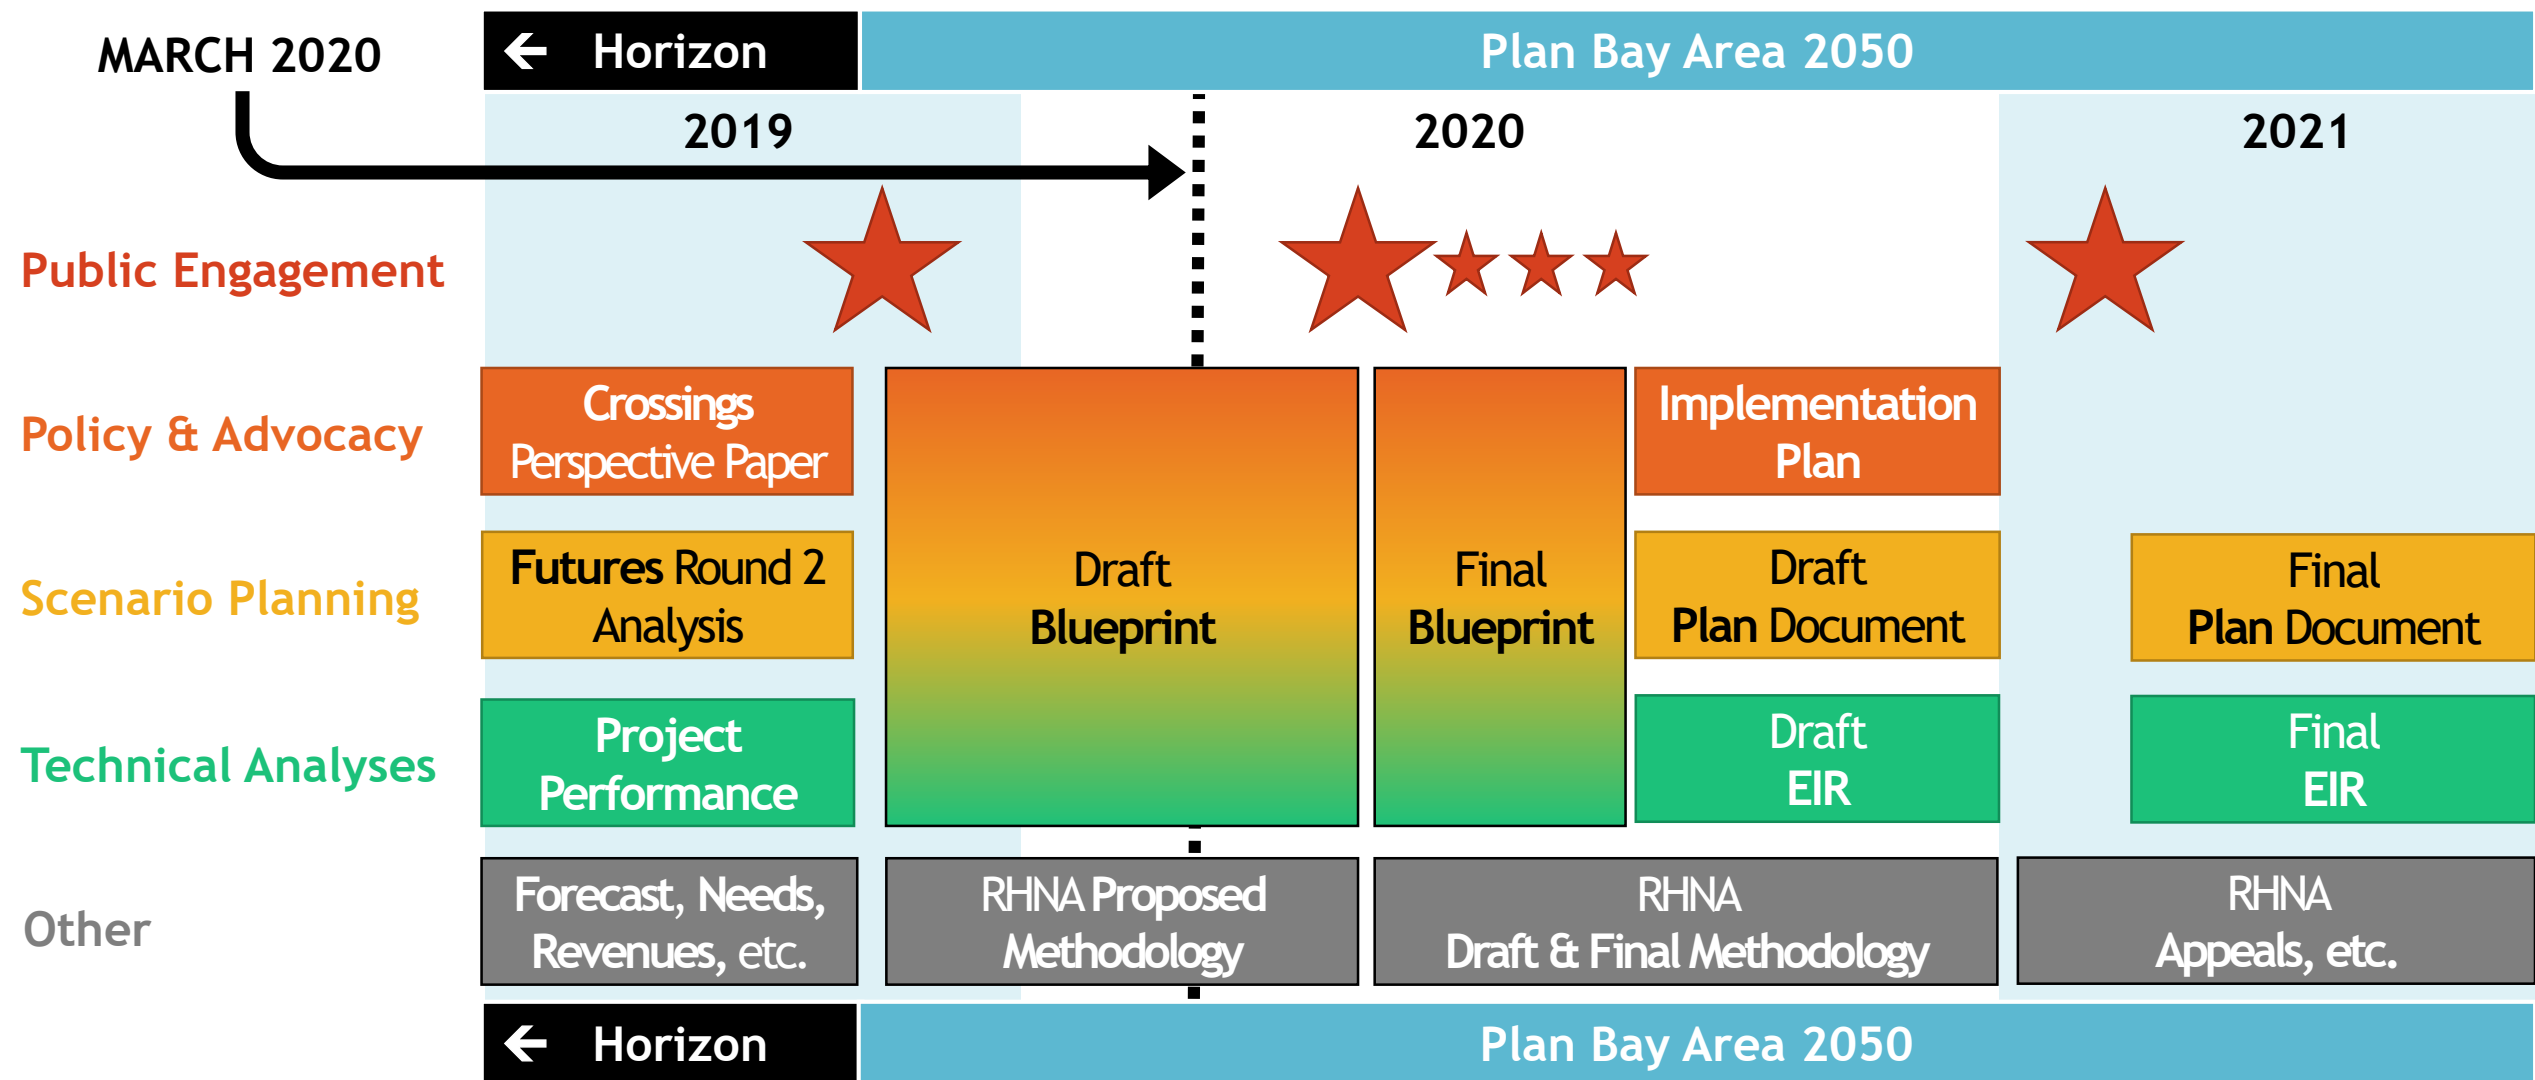 MARCH 2020
← Horizon
Plan Bay Area 2050
2019
2020
2021
Public Engagement
Policy & Advocacy
Crossings
Perspective Paper
Implementation
Plan
Scenario Planning
Futures Round 2
Analysis
Draft
Blueprint
Final
Blueprint
Draft
Plan Document
Final
Plan Document
Technical Analyses
Project
Performance
Draft
EIR
Final
EIR
Other
Forecast, Needs,
Revenues, etc.
RHNA Proposed
Methodology
RHNA
Draft & Final Methodology
RHNA
Appeals, etc.
← Horizon
Plan Bay Area 2050